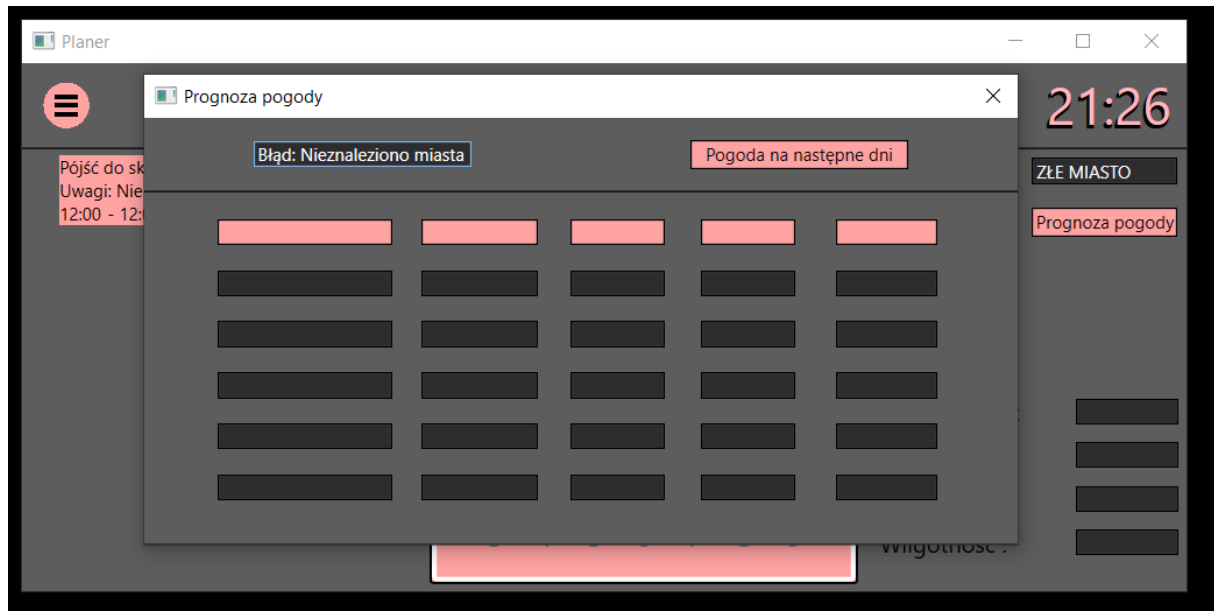 Planer
Prognoza pogody
21:26
Błąd: Nieznaleziono miasta
Pogoda na następne dni
Pójść do sk
Uwagi: Nie
12:00 - 12:
ZŁE MIASTO
Prognoza pogody
Wilgotność :